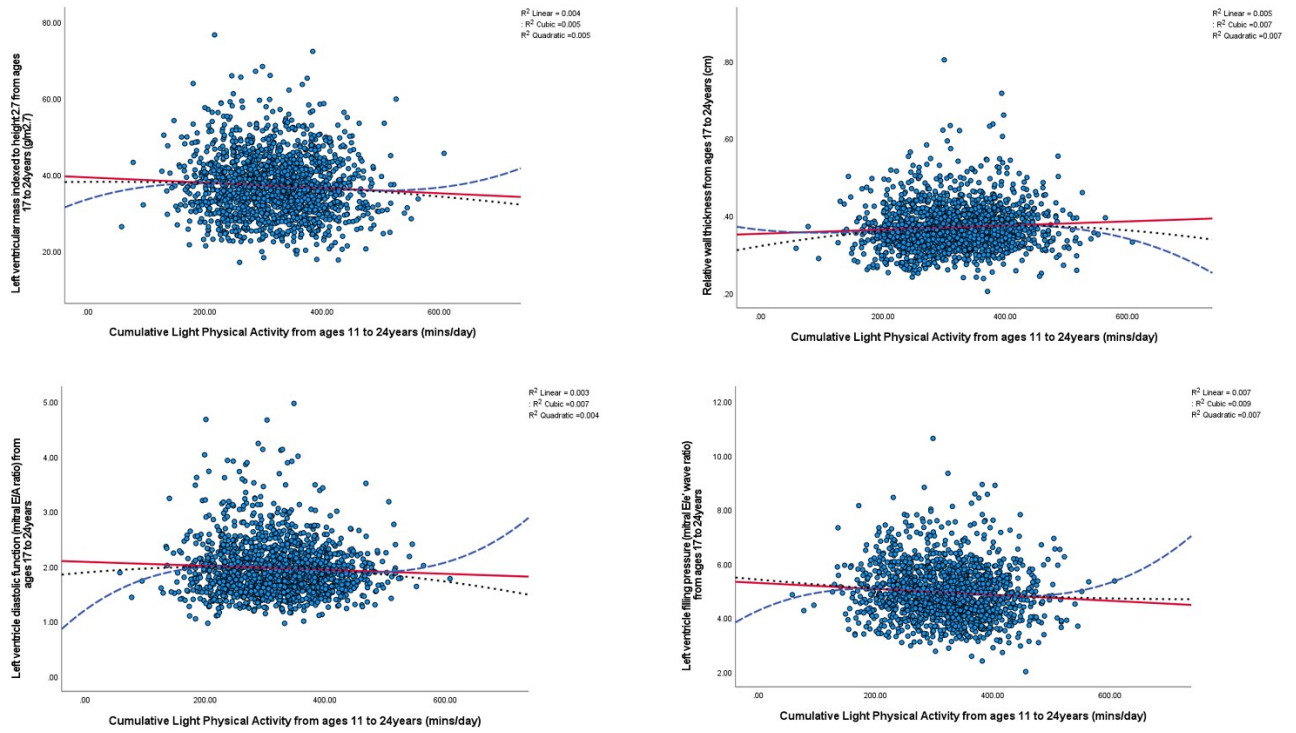 R² Linear = 0.004
: R² Cubic =0.005
R² Quadratic =0.005
80.00
60.00
40.00
20.00
.00
200.00
400.00
600.00
Left ventricular mass indexed to height 2.7 from ages
17 to 24years (g/m2.7)
Cumulative Light Physical Activity from ages 11 to 24years (mins/day)
R² Linear = 0.005
: R² Cubic =0.007
R² Quadratic =0.007
.80
.60
.40
.20
.00
200.00
400.00
600.00
Relative wall thickness from ages 17 to 24years (cm)
Cumulative Light Physical Activity from ages 11 to 24years (mins/day)
R² Linear = 0.003
: R² Cubic =0.007
R² Quadratic =0.004
5.00
4.00
3.00
2.00
1.00
.00
.00
200.00
400.00
600.00
Left ventricle diastolic function (mitral E/A ratio) from
ages 17 to 24years
Cumulative Light Physical Activity from ages 11 to 24years (mins/day)
R² Linear = 0.007
: R² Cubic =0.009
R² Quadratic =0.007
12.00
10.00
8.00
6.00
4.00
2.00
.00
200.00
400.00
600.00
Left ventricle filling pressure (mitral E/e' wave ratio)
from ages 17 to 24years
Cumulative Light Physical Activity from ages 11 to 24years (mins/day)